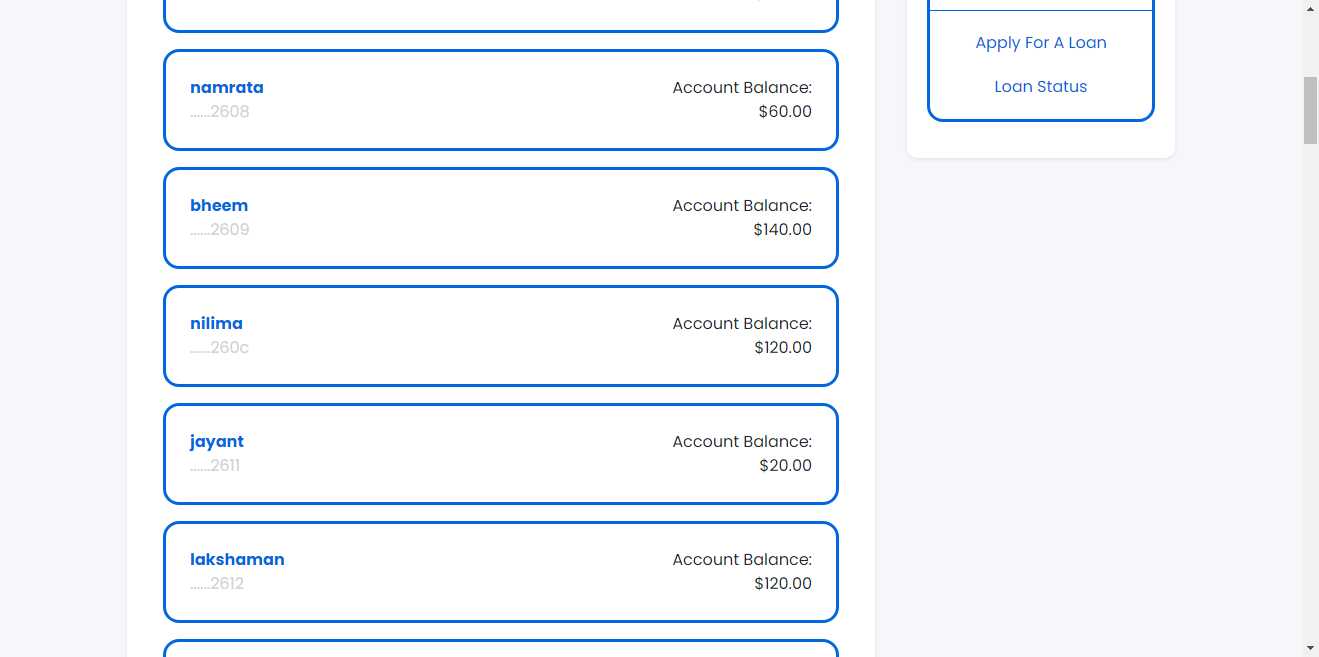 namrata
Account Balance:
......2608
$60.00
bheem
Account Balance:
......2609
$140.00
nilima
Account Balance:
......260c
$120.00
jayant
Account Balance:
......2611
$20.00
lakshaman
Account Balance:
......2612
$120.00
Apply For A Loan
Loan Status